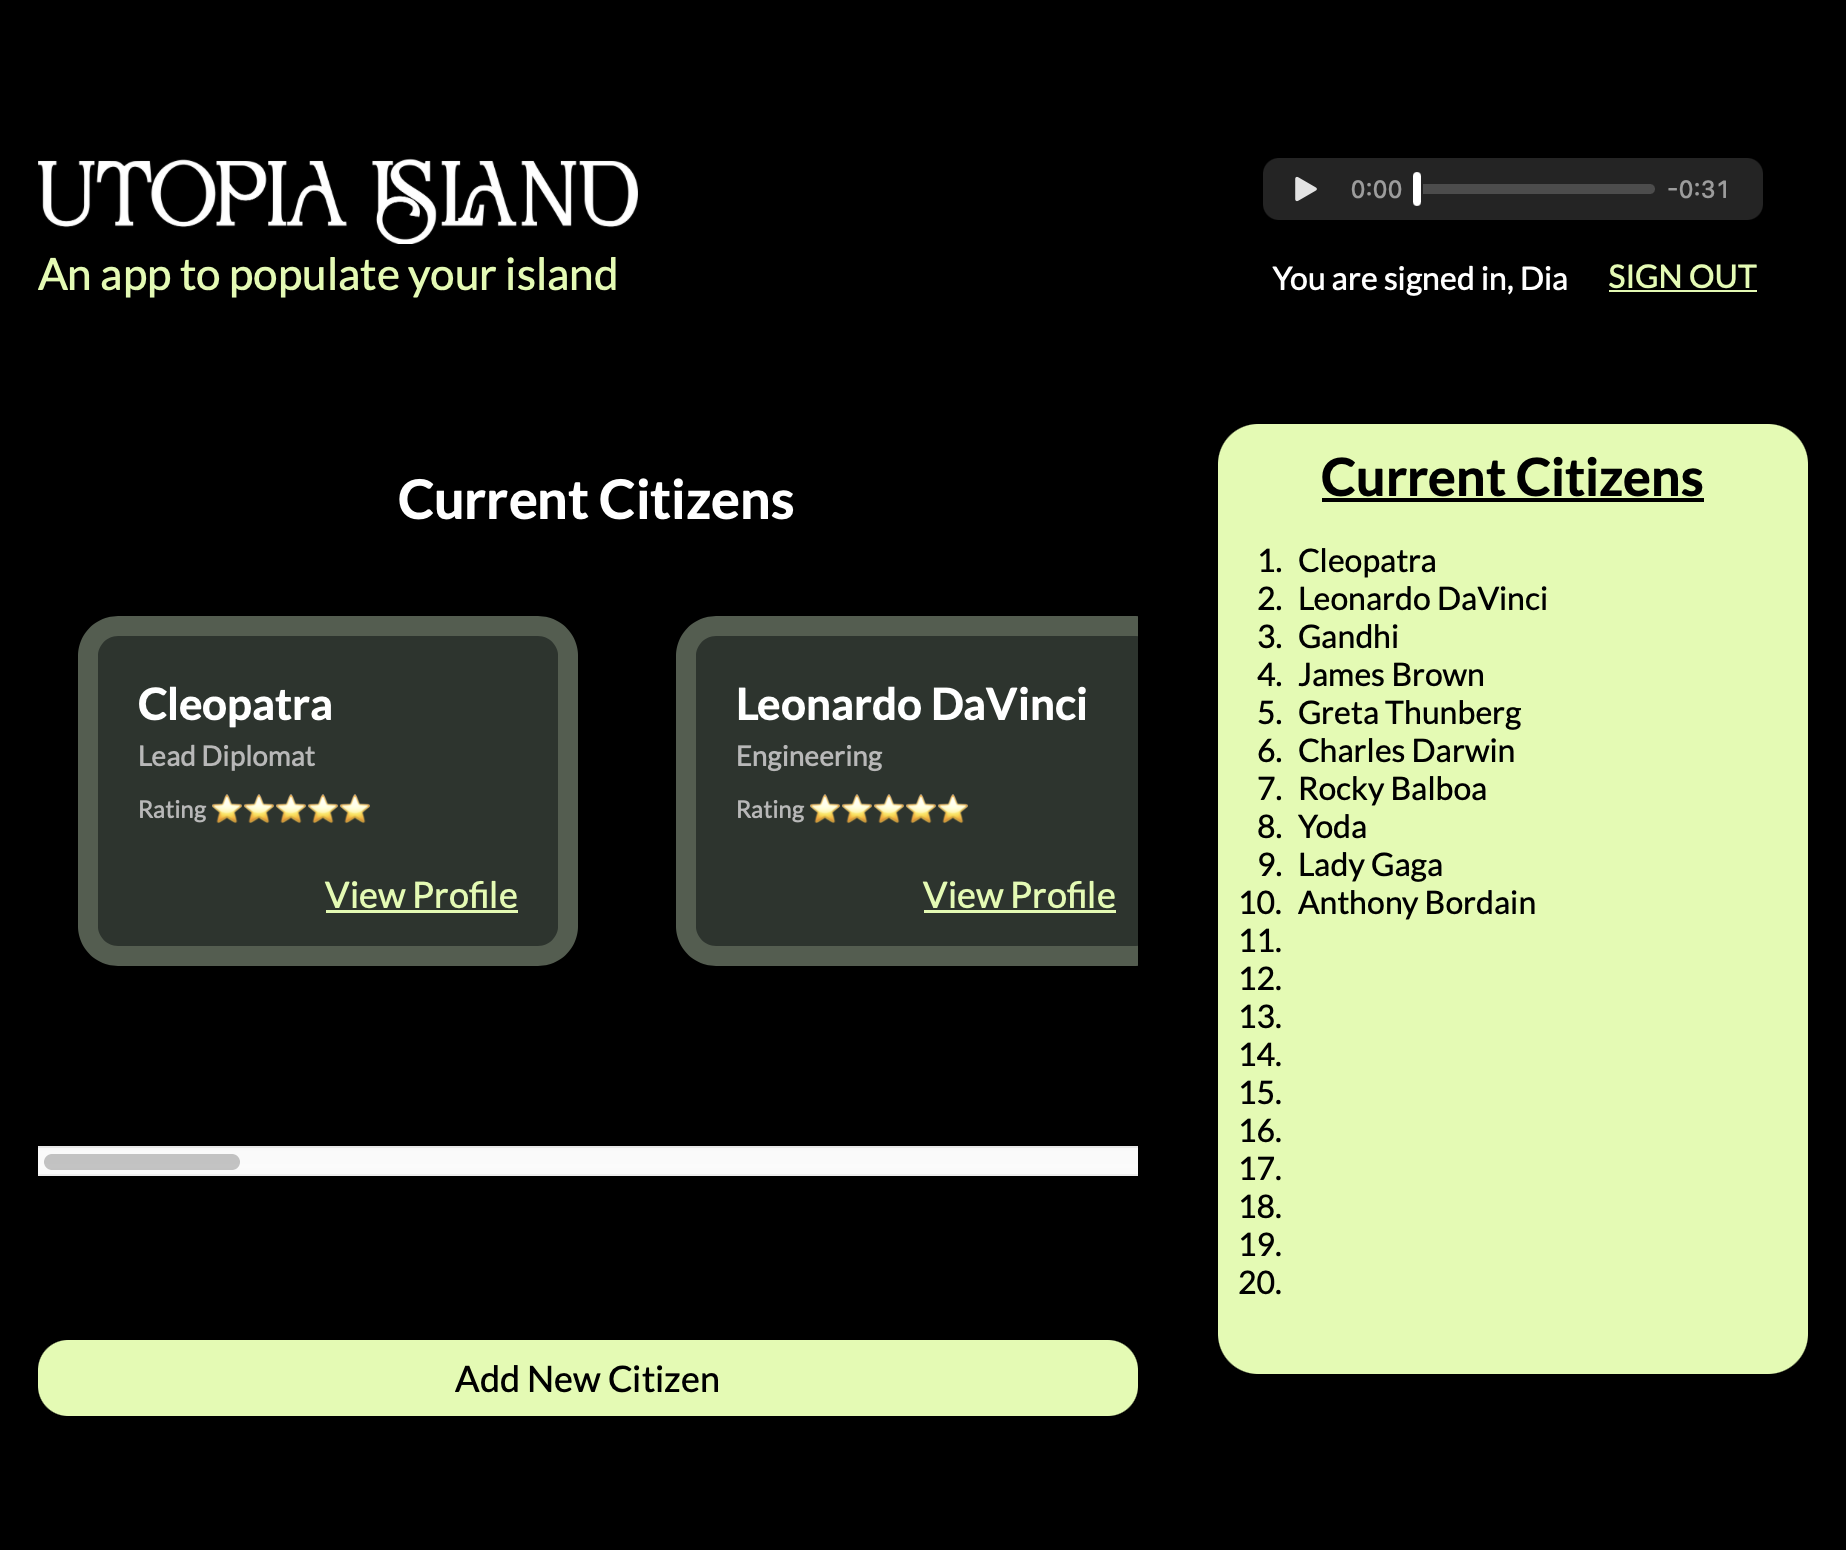 UTOPIA ISLAND
An app to populate your island
0:00
-0:31
You are signed in, Dia
SIGN OUT
Current Citizens
Cleopatra
Lead Diplomat
Rating ⭐⭐⭐⭐⭐
View Profile
Leonardo DaVinci
Engineering
Rating ⭐⭐⭐⭐⭐
View Profile
Add New Citizen
Current Citizens
1. Cleopatra
2. Leonardo DaVinci
3. Gandhi
4. James Brown
5. Greta Thunberg
6. Charles Darwin
7. Rocky Balboa
8. Yoda
9. Lady Gaga
10. Anthony Bordain
11.
12.
13.
14.
15.
16.
17.
18.
19.
20.